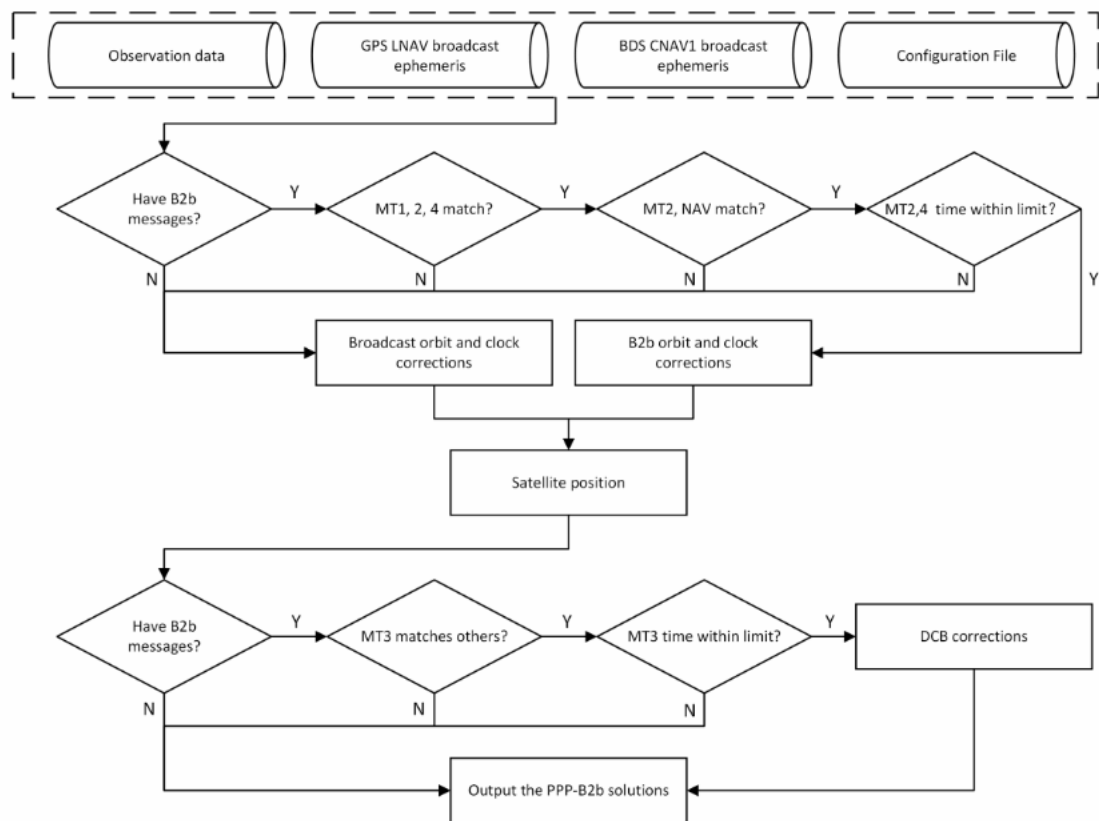 Observation data
GPS LNAV broadcast
ephemeris
BDS CNAV1 broadcast
ephemeris
Configuration File
Have B2b
messages?
Y
MT1, 2, 4 match?
Y
MT2, NAV match?
Y
MT2,4 time within limit?
N
N
N
N
Y
Broadcast orbit and clock
corrections
B2b orbit and clock
corrections
Satellite position
Have B2b
messages?
Y
MT3 matches others?
Y
MT3 time within limit?
Y
DCB corrections
N
N
N
Output the PPP-B2b solutions